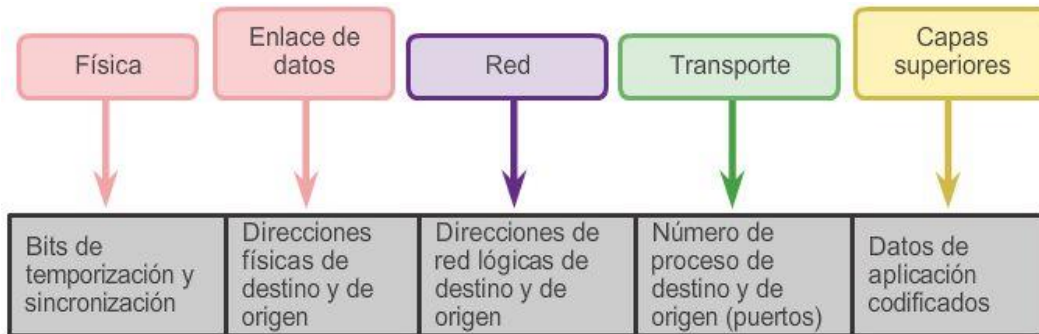 Física
Enlace de
datos
Red
Transporte
Capas
superiores
Bits de
temporización y
sincronización
Direcciones
físicas de
destino y de
origen
Direcciones de
red lógicas de
destino y de
origen
Número de
proceso de
destino y de
origen (puertos)
Datos de
aplicación
codificados